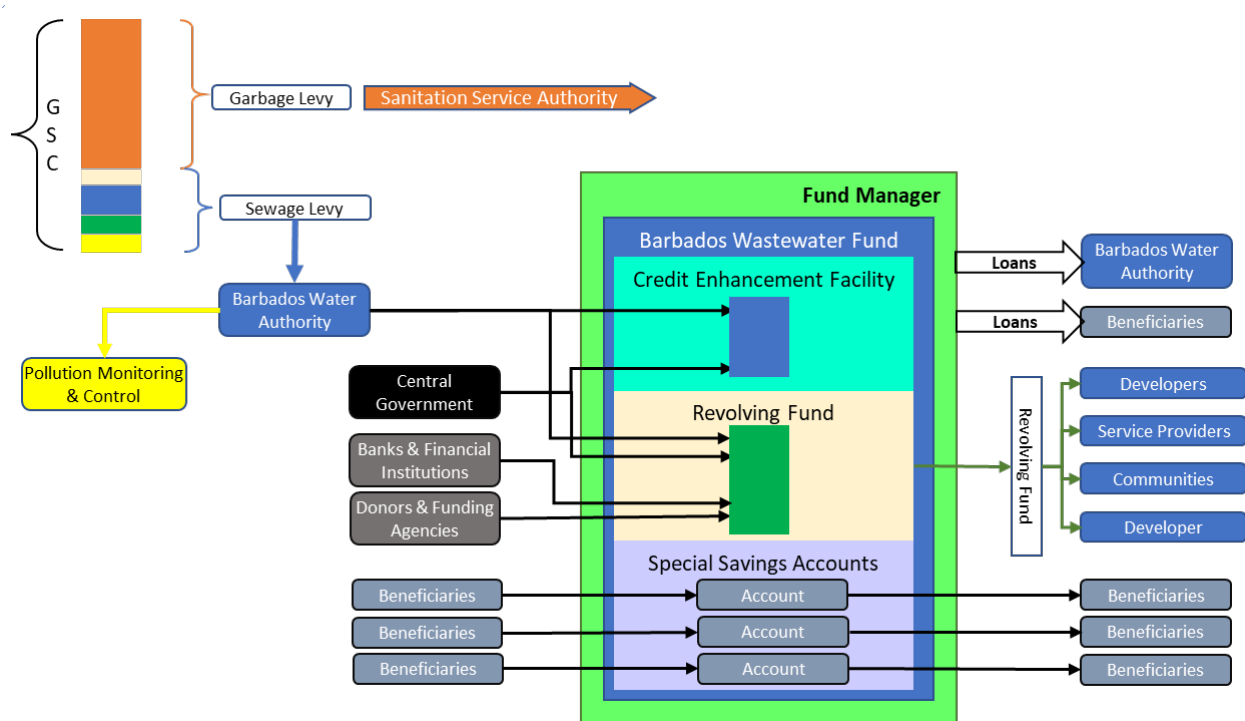 G
S
C
Garbage Levy
Sanitation Service Authority
Sewage Levy
Barbados Water
Authority
Pollution Monitoring
& Control
Central
Government
Banks & Financial
Institutions
Donors & Funding
Agencies
Beneficiaries
Beneficiaries
Beneficiaries
Fund Manager
Barbados Wastewater Fund
Credit Enhancement Facility
Revolving Fund
Special Savings Accounts
Account
Account
Account
Loans
Barbados Water
Authority
Loans
Beneficiaries
Revolving Fund
Developers
Service Providers
Communities
Developer
Beneficiaries
Beneficiaries
Beneficiaries